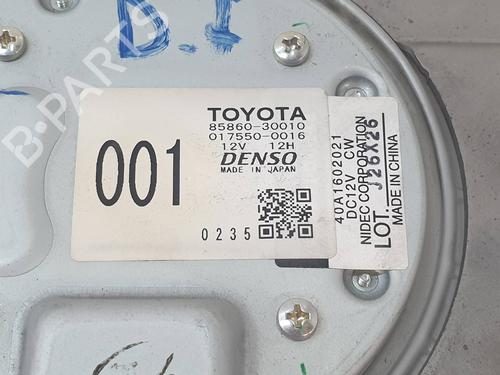 B.T
B-PARTS
TOYOTA
85860-30010
017550-0016
12V 12H
DENSO
MADE IN JAPAN
001
0235
40A1602021
DC12V CW
NIDEC CORPORATION
LOT. J26X26
MADE IN CHINA